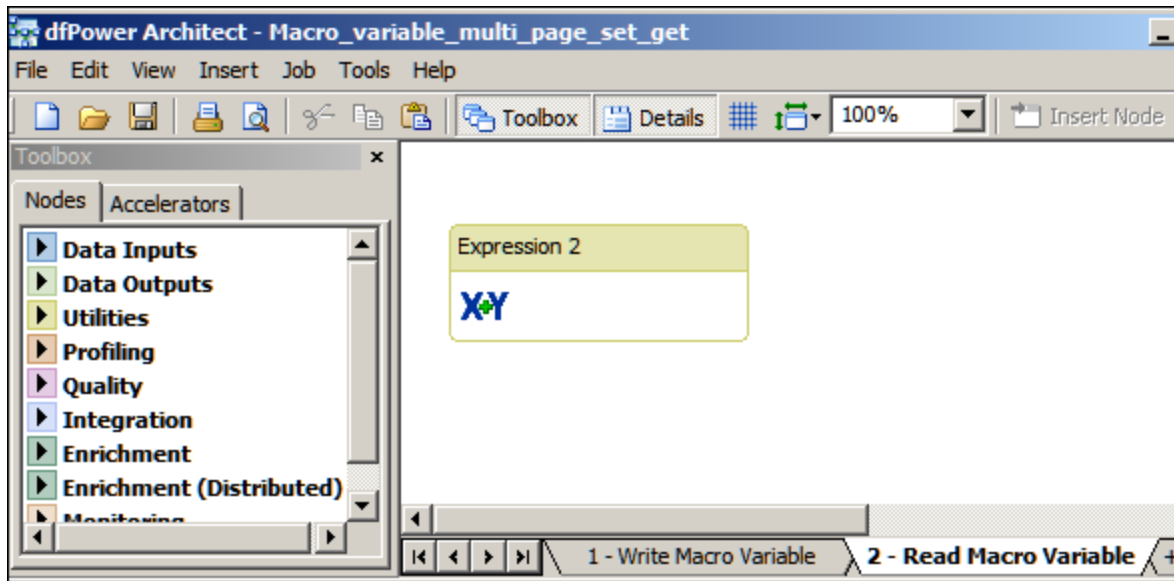 dfPower Architect - Macro_variable_multi_page_set_get
File Edit View Insert Job Tools Help
Toolbox Details 100% Insert Node
Toolbox
Nodes Accelerators
Data Inputs
Data Outputs
Utilities
Profiling
Quality
Integration
Enrichment
Enrichment (Distributed)
Monitoring
Expression 2
X+Y
1 - Write Macro Variable 2 - Read Macro Variable